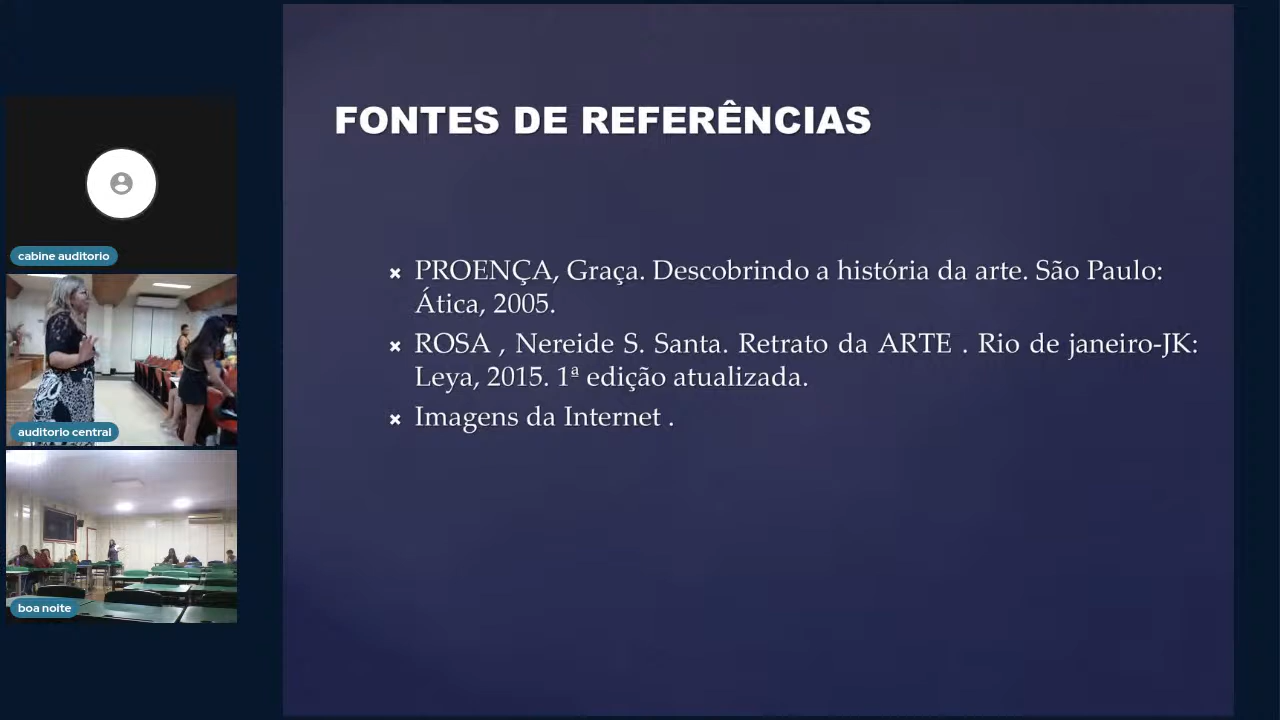 FONTES DE REFERÊNCIAS
PROENÇA, Graça. Descobrindo a história da arte. São Paulo:
Ática, 2005.
ROSA , Nereide S. Santa. Retrato da ARTE . Rio de janeiro-JK:
Leya, 2015. 1ª edição atualizada.
Imagens da Internet .
cabine auditorio
auditorio central
boa noite